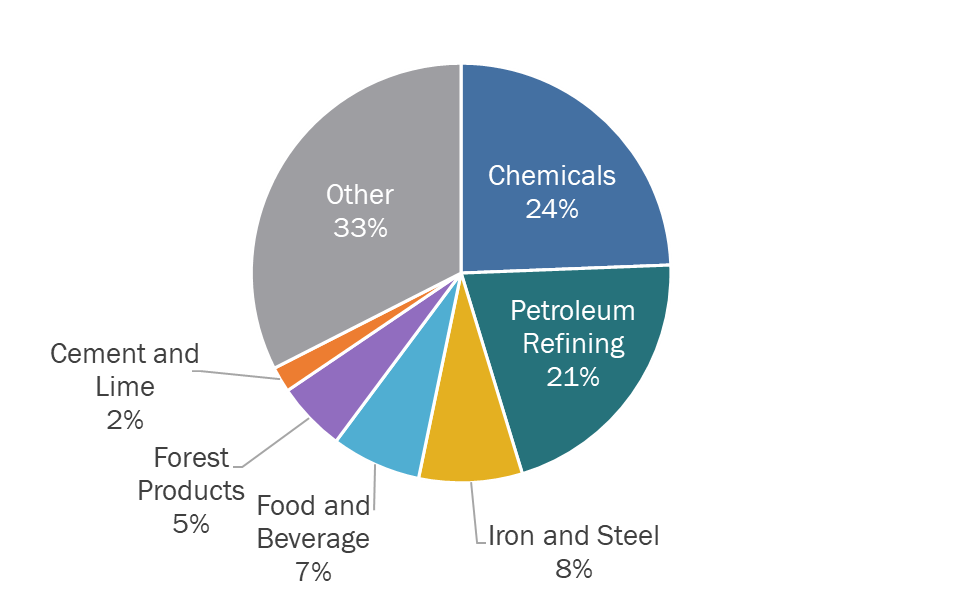 Chemicals
24%
Petroleum
Refining
21%
Iron and Steel
8%
Food and
Beverage
7%
Forest
Products
5%
Cement and
Lime
2%
Other
33%